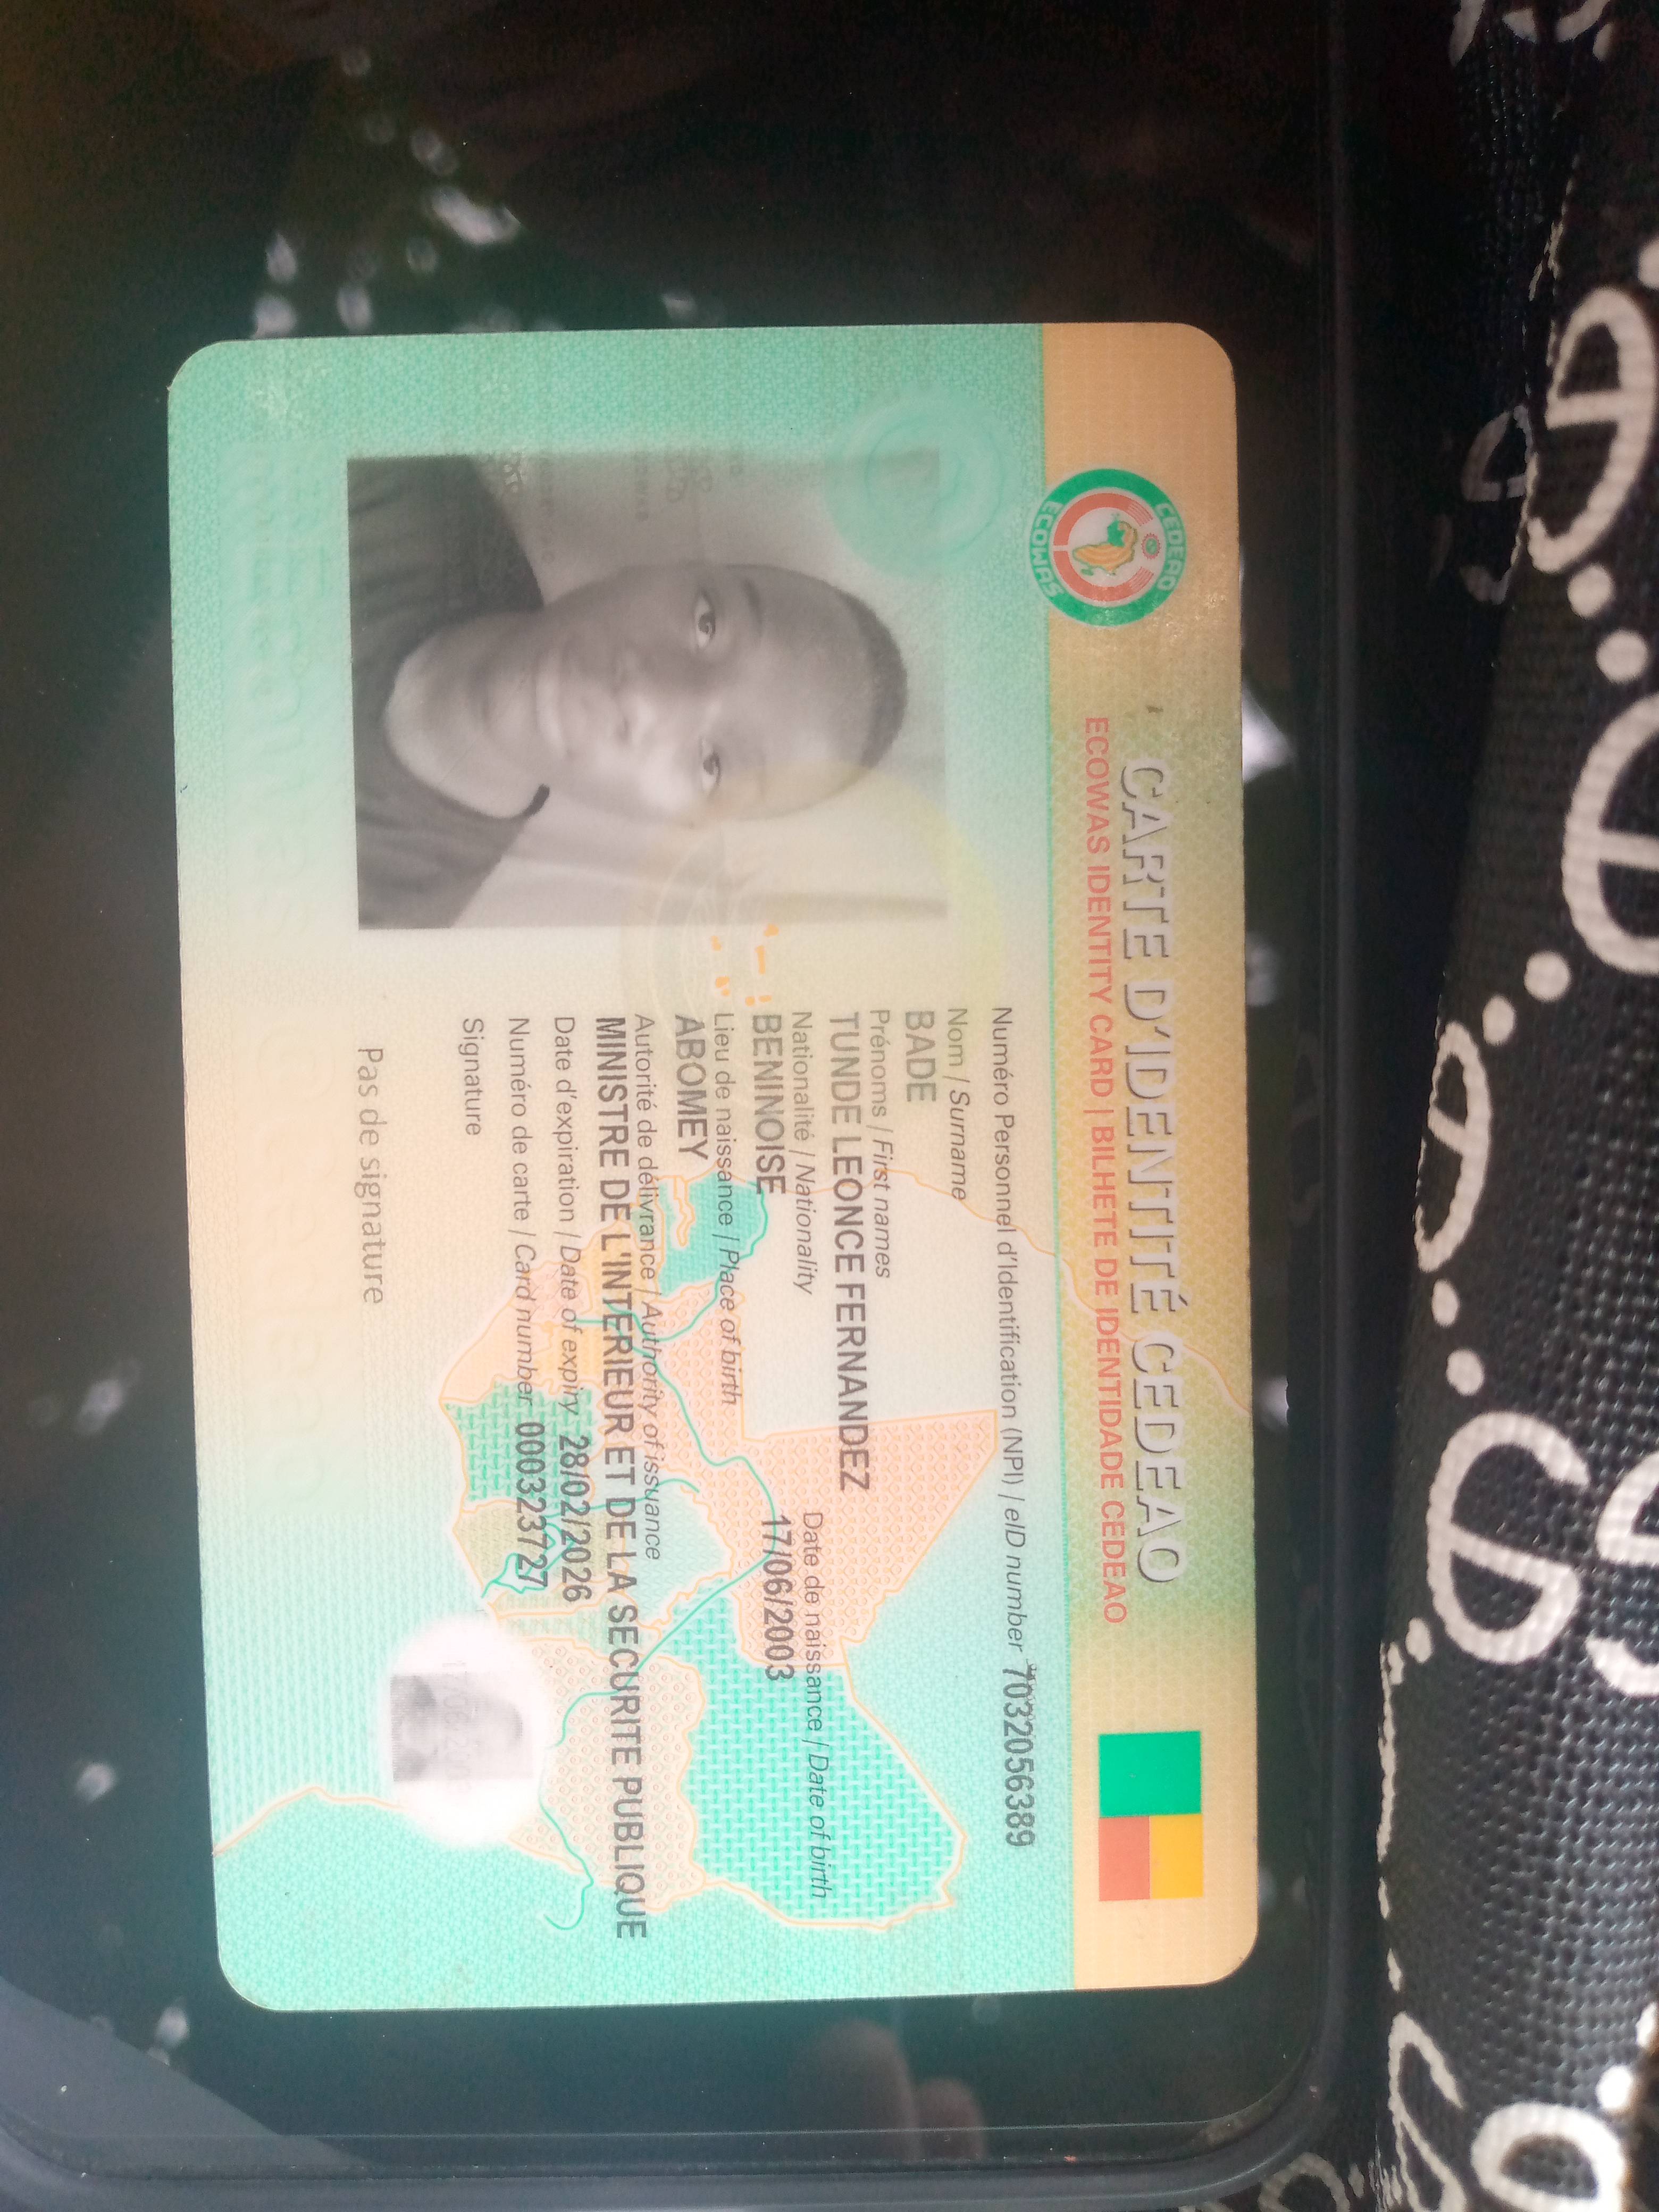 CEDEAO
ECOWAS
CARTE D'IDENTITÉ CEDEAO
ECOWAS IDENTITY CARD | BILHETE DE IDENTIDADE CEDEAO
Numéro Personnel d'Identification (NPI) / eID number 7032056389
Nom / Surname
BADE
Prénoms / First names
TUNDE LEONCE FERNANDEZ
Nationalité / Nationality
BENINOISE
Date de naissance / Date of birth
17/06/2003
Lieu de naissance / Place of birth
ABOMEY
Autorité de délivrance / Authority of issuance
MINISTRE DE L'INTERIEUR ET DE LA SECURITE PUBLIQUE
Date d'expiration / Date of expiry 28/02/2026
Numéro de carte / Card number 000323727
Signature
Pas de signature